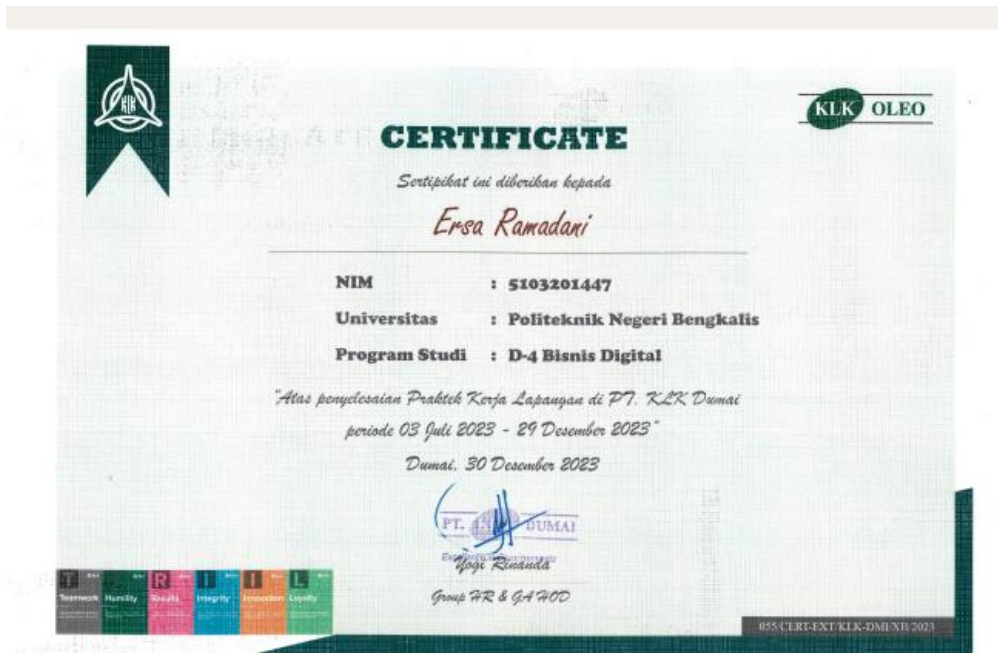 KLK
KLK OLEO
CERTIFICATE
Sertipikat ini diberikan kepada
Ersa Ramadani
NIM : 5103201447
Universitas : Politeknik Negeri Bengkalis
Program Studi : D-4 Bisnis Digital
"Atas penyelesaian Praktek Kerja Lapangan di PT. KLK Dumai
periode 03 Juli 2023 - 29 Desember 2023"
Dumai, 30 Desember 2023
PT. DUMAI
Yogi Rinanda
Group HR & GA HOD
T H R I I L
Teamwork Humility Results Integrity Innovation Loyalty
055/CERT-EXT/KLK-DMI/XII/2023